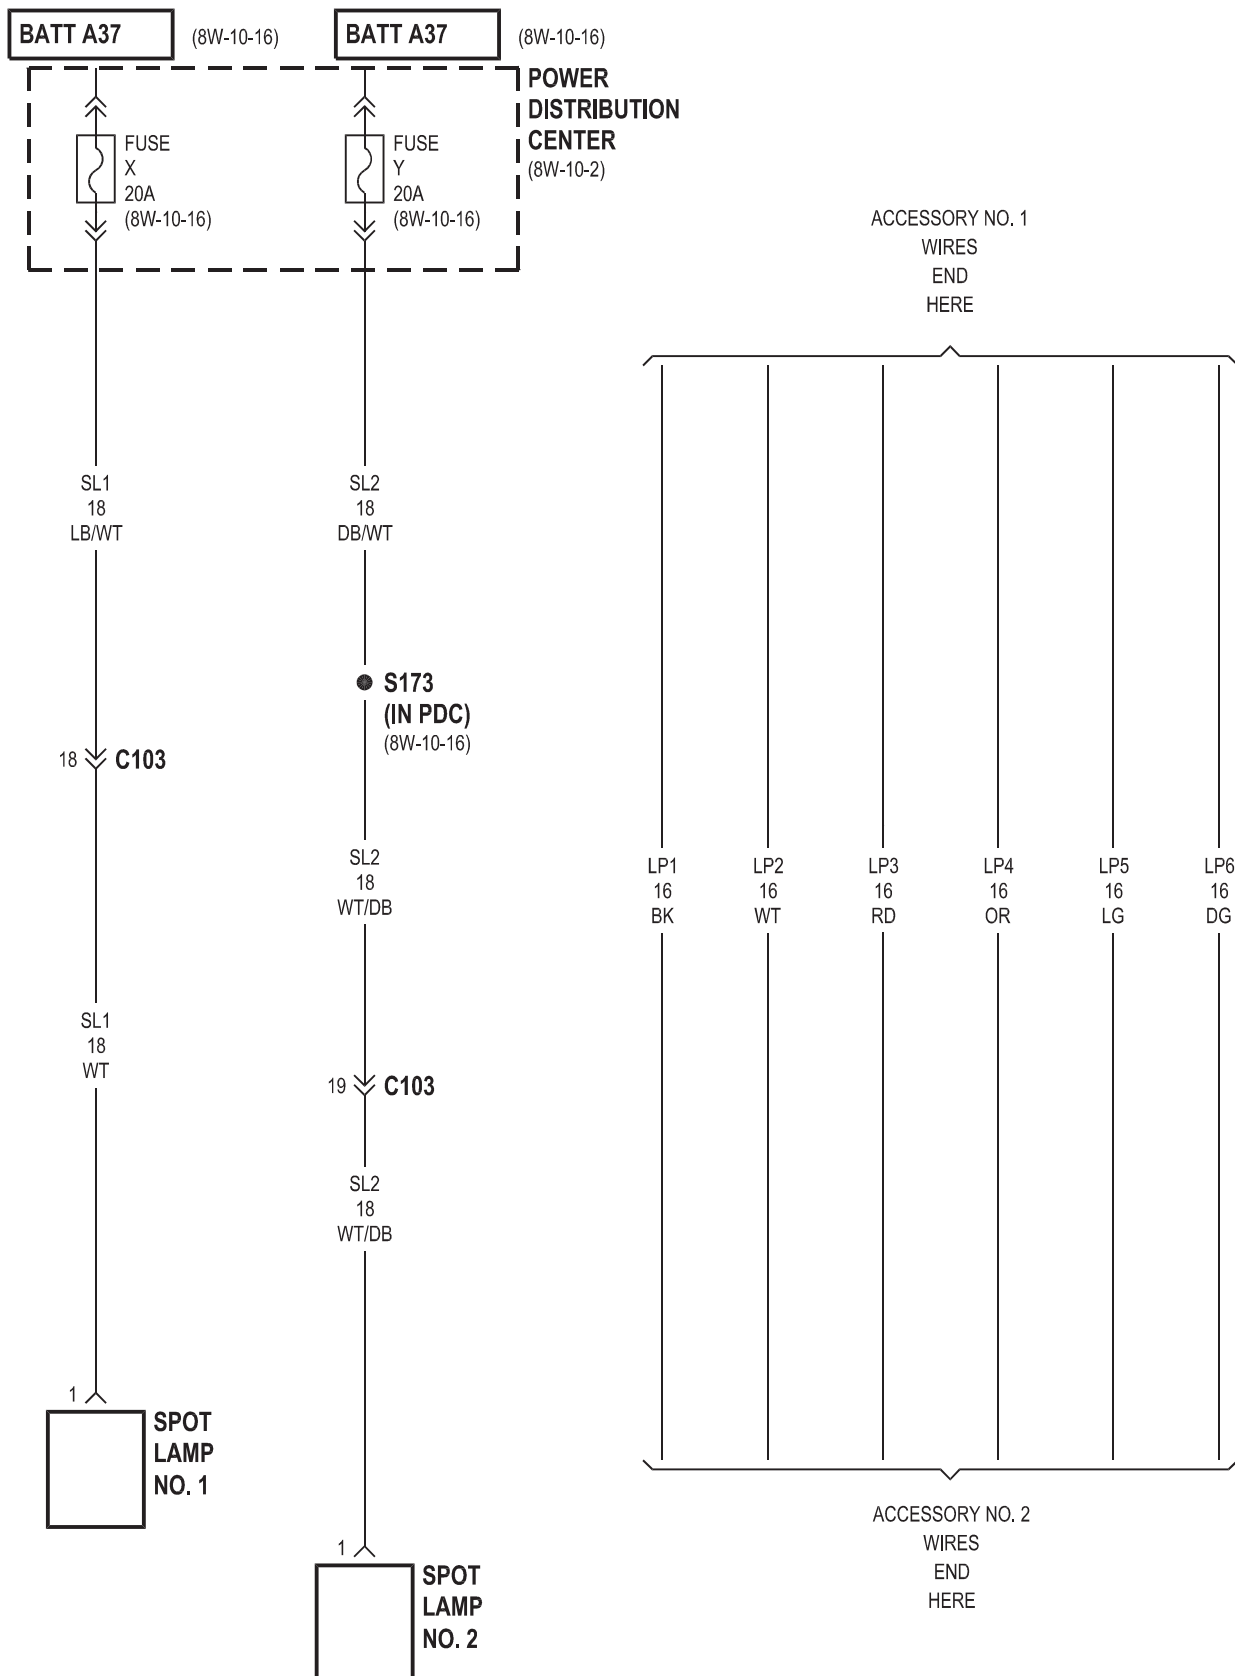 BATT A37
(8W-10-16)
BATT A37
(8W-10-16)
POWER
DISTRIBUTION
CENTER
(8W-10-2)
FUSE
X
20A
(8W-10-16)
FUSE
Y
20A
(8W-10-16)
ACCESSORY NO. 1
WIRES
END
HERE
SL1
18
LB/WT
SL2
18
DB/WT
S173
(IN PDC)
(8W-10-16)
18
C103
SL2
18
WT/DB
LP1
16
BK
LP2
16
WT
LP3
16
RD
LP4
16
OR
LP5
16
LG
LP6
16
DG
SL1
18
WT
19
C103
SL2
18
WT/DB
1
SPOT
LAMP
NO. 1
1
SPOT
LAMP
NO. 2
ACCESSORY NO. 2
WIRES
END
HERE